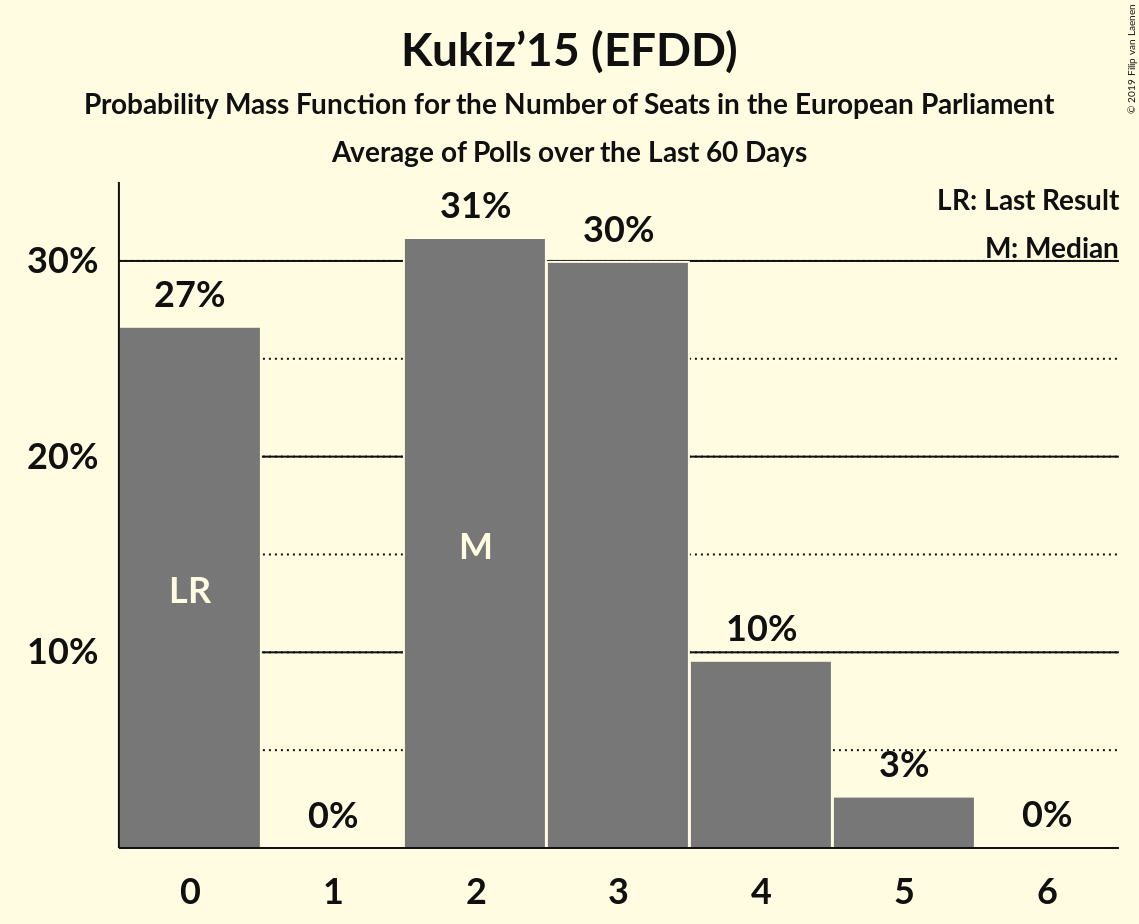 Kukiz’15 (EFDD)
Probability Mass Function for the Number of Seats in the European Parliament
Average of Polls over the Last 60 Days
© 2019 Filip van Laenen
LR: Last Result
M: Median
31%
30%
30%
27%
20%
M
LR
10%
10%
3%
0%
0%
0 1 2 3 4 5 6